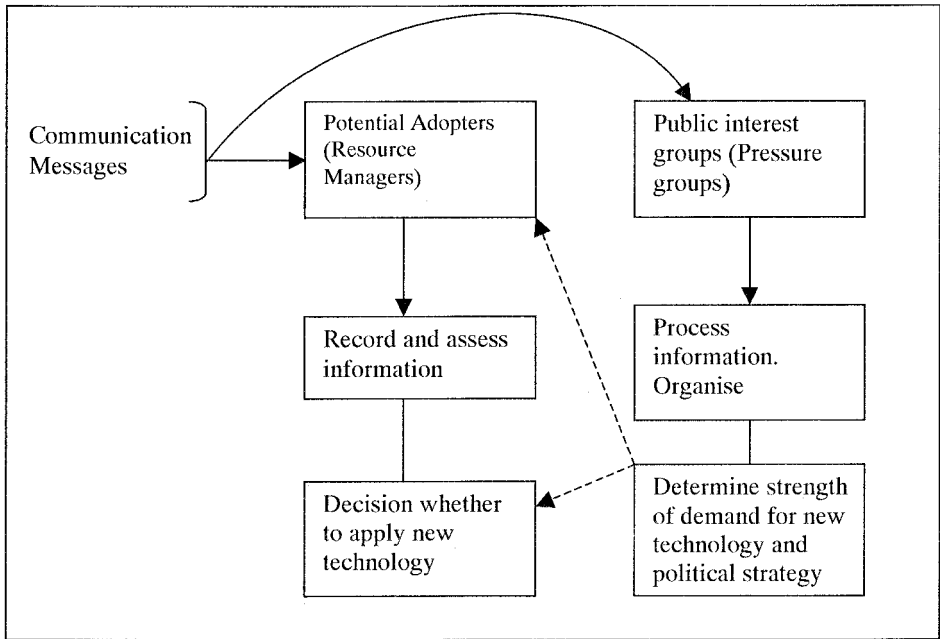 Communication
Messages
Potential Adopters
(Resource
Managers)
Public interest
groups (Pressure
groups)
Record and assess
information
Process
information.
Organise
Decision whether
to apply new
technology
Determine strength
of demand for new
technology and
political strategy